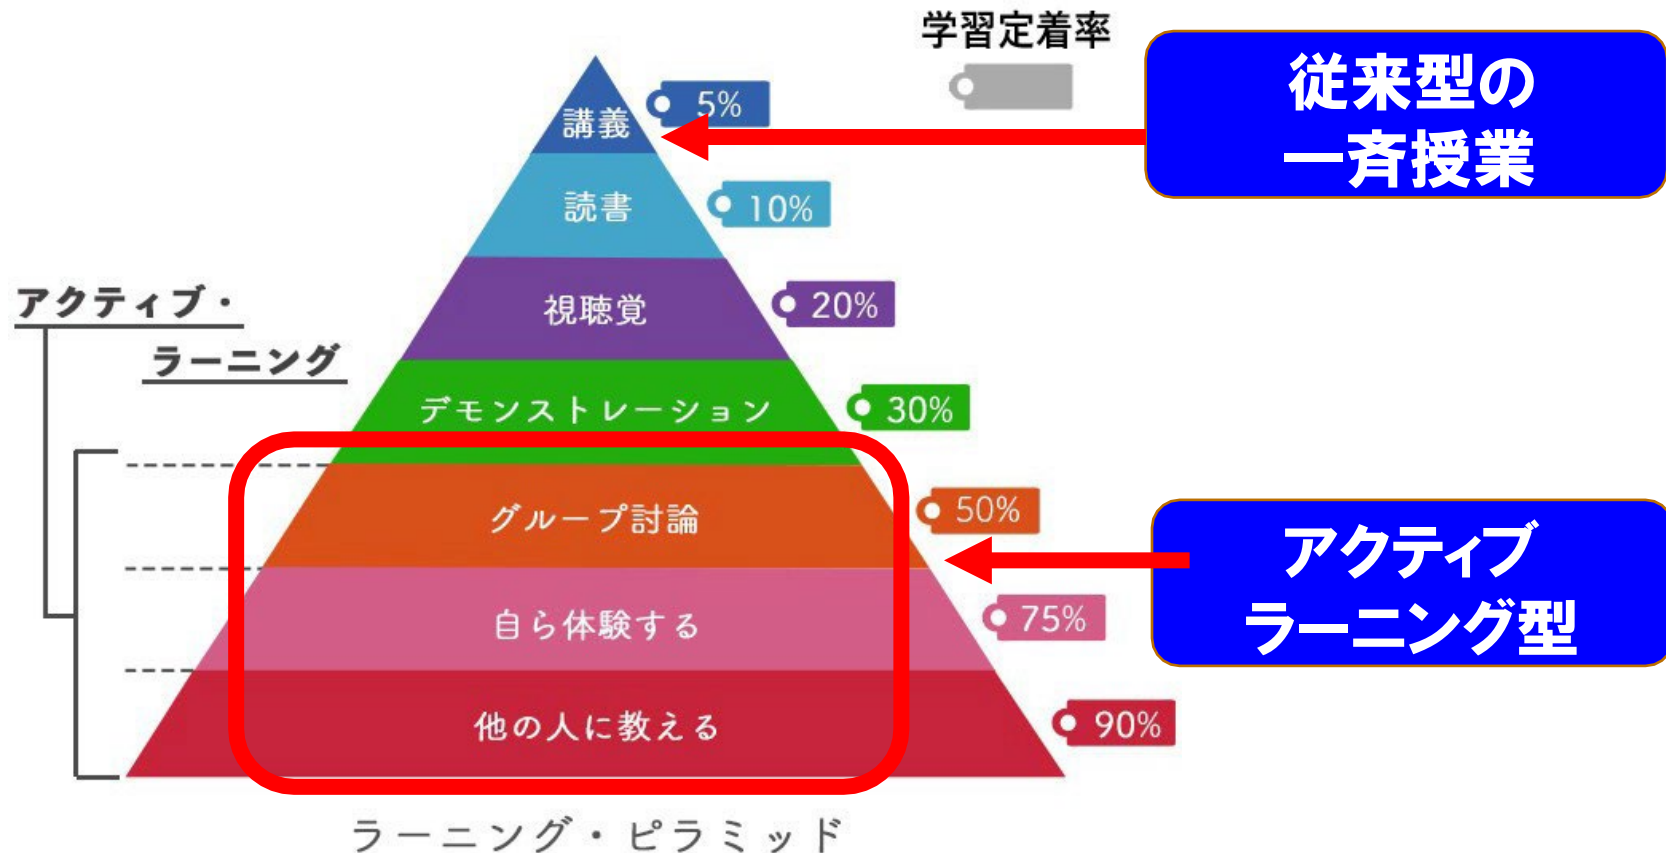 学習定着率
従来型の
一斉授業
講義
5%
読書
10%
視聴覚
20%
アクティブ・
ラーニング
デモンストレーション
30%
グループ討論
50%
アクティブ
ラーニング型
自ら体験する
75%
他の人に教える
90%
ラーニング・ピラミッド